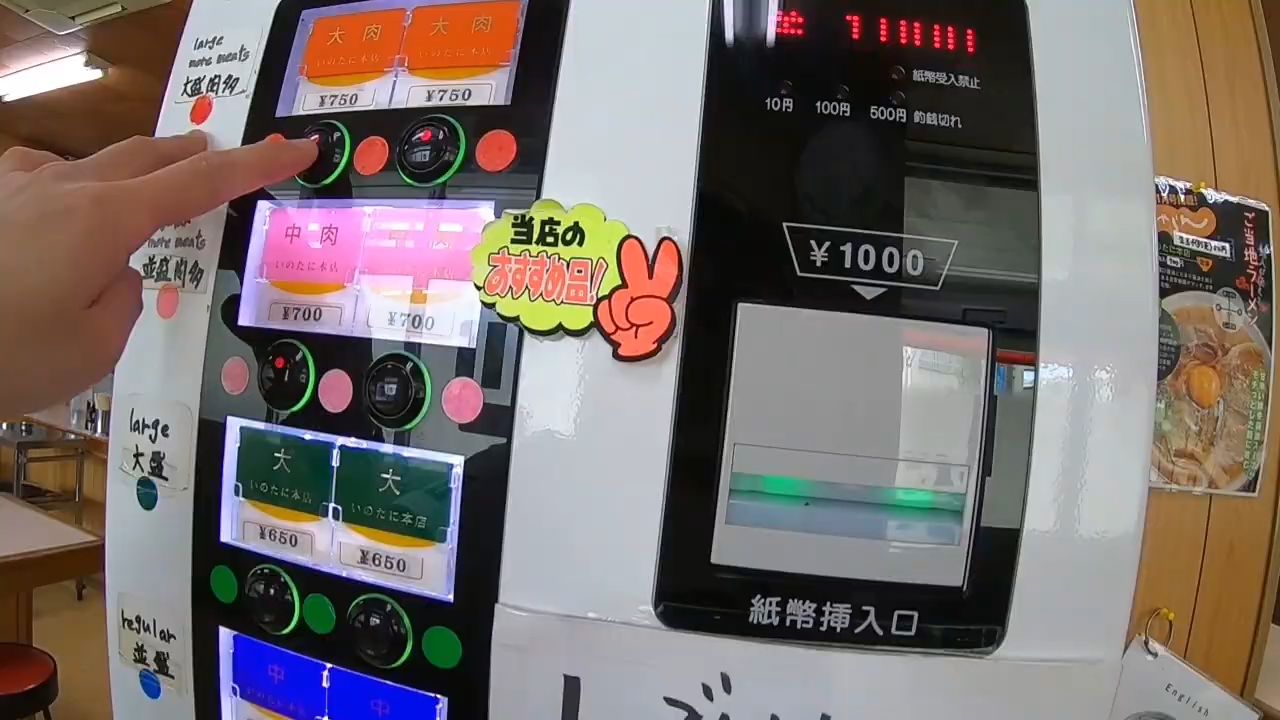 large
more meats
大盛肉多
大 肉
いのたに本店
¥750
大 肉
いのたに本店
¥750
more meats
並盛肉多
中 肉
いのたに本店
¥700
中 肉
¥700
当店の
おすすめ品!
large
大盛
大
いのたに本店
¥650
大
いのたに本店
¥650
regular
並盛
中
中
紙幣受入禁止
10円 100円 500円 釣銭切れ
¥1000
紙幣挿入口
ご当地ラーメン
English